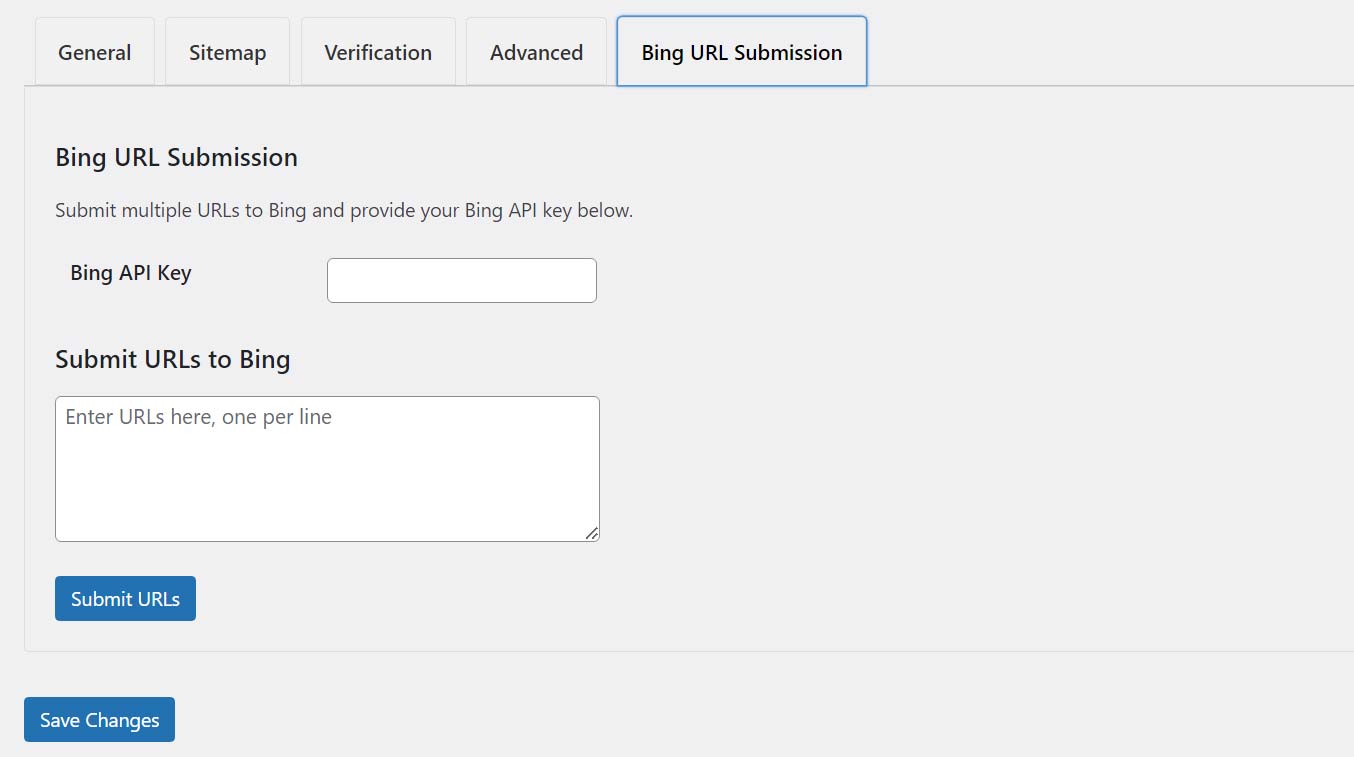 General Sitemap Verification Advanced Bing URL Submission
Bing URL Submission
Submit multiple URLs to Bing and provide your Bing API key below.
Bing API Key
Submit URLs to Bing
Enter URLs here, one per line
Submit URLs
Save Changes